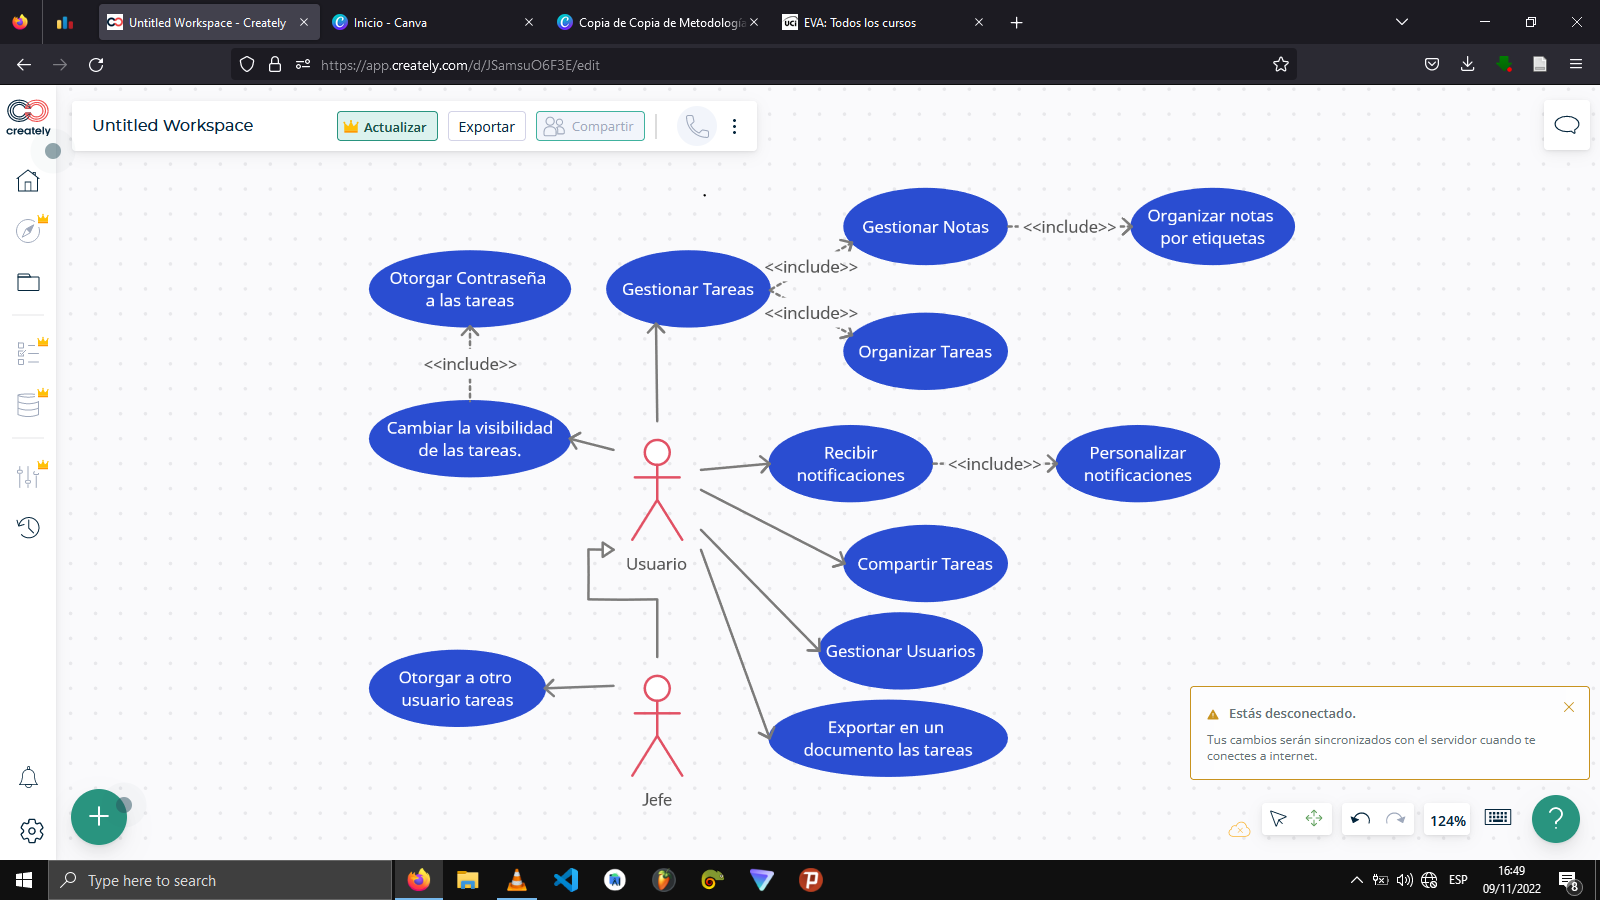 Untitled Workspace - Creately
Inicio - Canva
Copia de Copia de Metodología
EVA: Todos los cursos
https://app.creately.com/d/JSamsuO6F3E/edit
creately
Untitled Workspace
Actualizar
Exportar
Compartir
Gestionar Notas
<<include>>
Organizar notas
por etiquetas
Otorgar Contraseña
a las tareas
Gestionar Tareas
<<include>>
<<include>>
Organizar Tareas
<<include>>
Cambiar la visibilidad
de las tareas.
Recibir
notificaciones
<<include>>
Personalizar
notificaciones
Usuario
Compartir Tareas
Gestionar Usuarios
Otorgar a otro
usuario tareas
Exportar en un
documento las tareas
Jefe
Estás desconectado.
Tus cambios serán sincronizados con el servidor cuando te
conectes a internet.
124%
?
Type here to search
ESP
16:49
09/11/2022
8